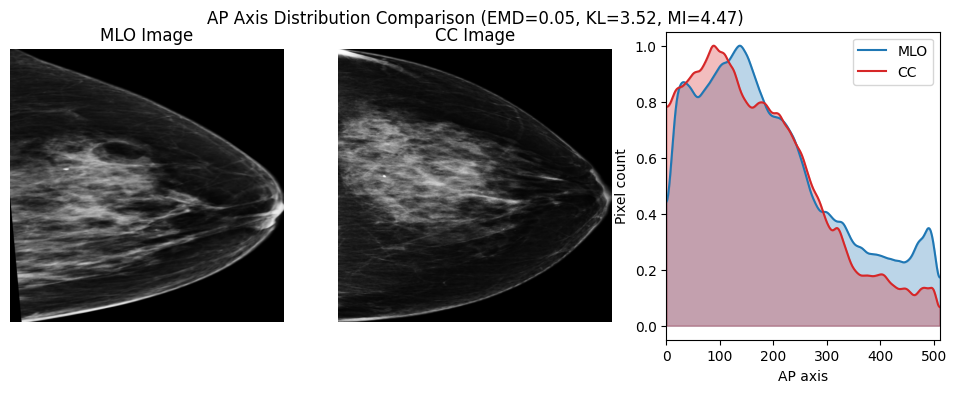 AP Axis Distribution Comparison (EMD=0.05, KL=3.52, MI=4.47)
MLO Image
CC Image
MLO
CC
1.0
0.8
0.6
0.4
0.2
0.0
Pixel count
0 100 200 300 400 500
AP axis